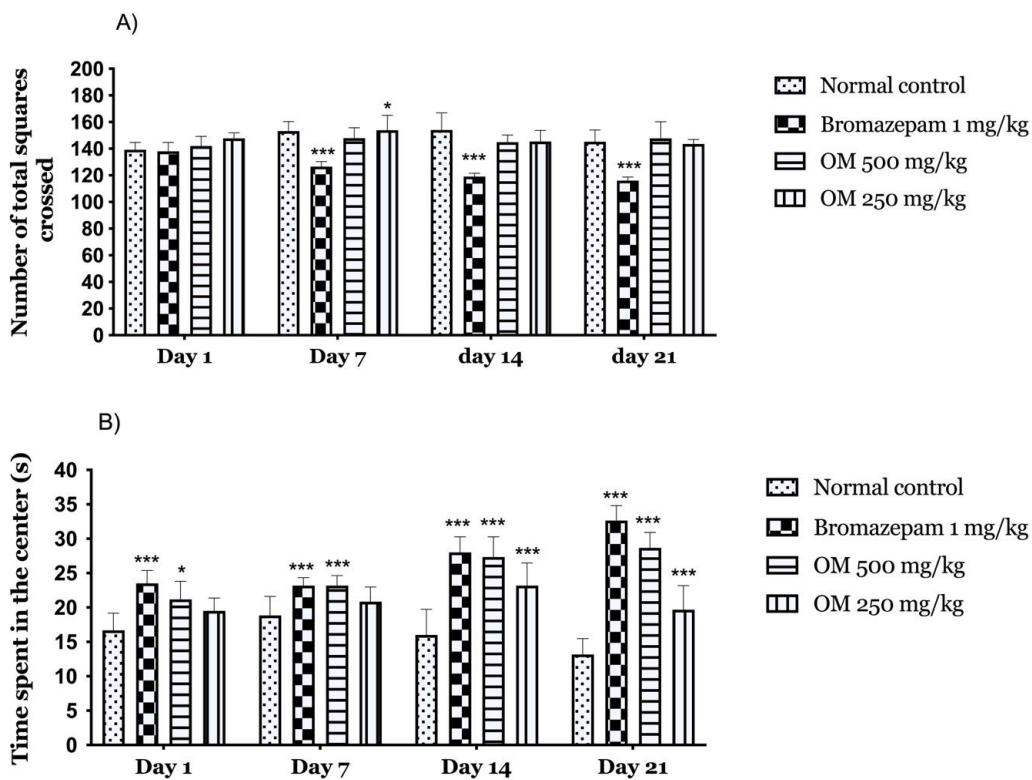 A)
Number of total squares
crossed
200
180
160
140
120
100
80
60
40
20
0
***
*
***
***
Day 1
Day 7
day 14
day 21
Normal control
Bromazepam 1 mg/kg
OM 500 mg/kg
OM 250 mg/kg
B)
Time spent in the center (s)
40
35
30
25
20
15
10
5
0
***
*
***
***
***
***
***
***
***
***
Day 1
Day 7
Day 14
Day 21
Normal control
Bromazepam 1 mg/kg
OM 500 mg/kg
OM 250 mg/kg